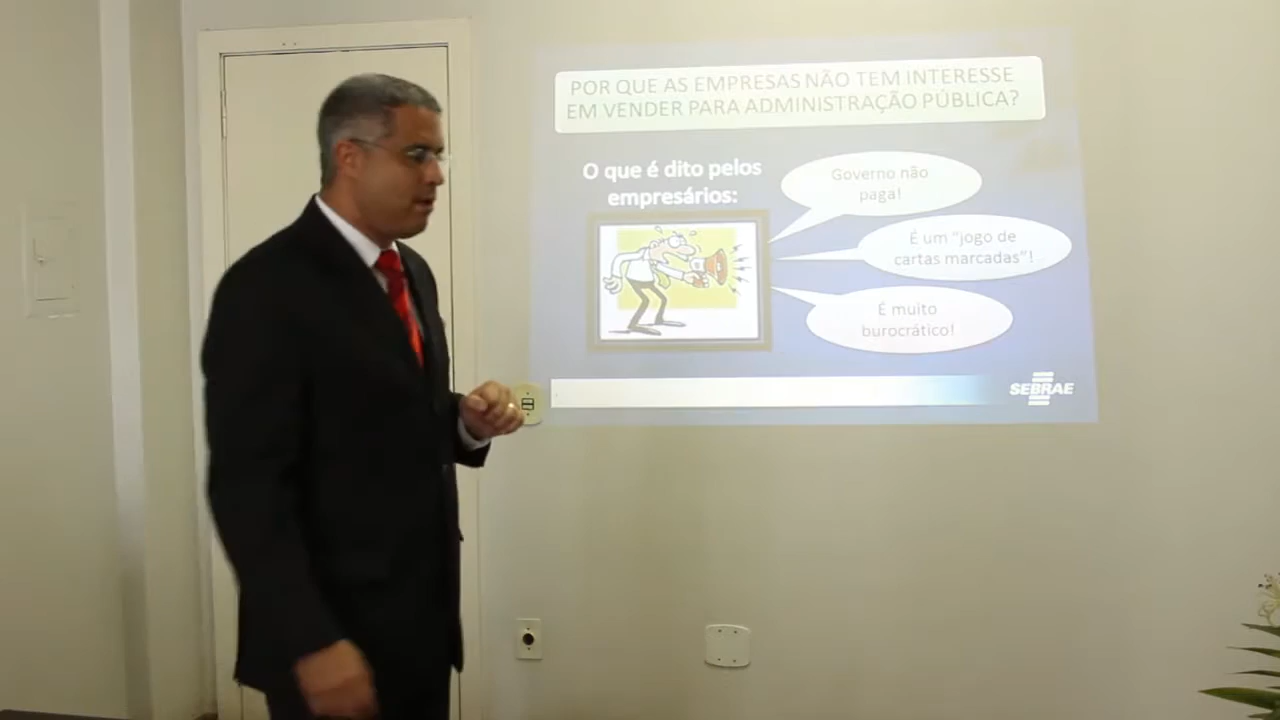 POR QUE AS EMPRESAS NÃO TEM INTERESSE
EM VENDER PARA ADMINISTRAÇÃO PÚBLICA?
O que é dito pelos
empresários:
Governo não
paga!
É um "jogo de
cartas marcadas"!
É muito
burocrático!
SEBRAE